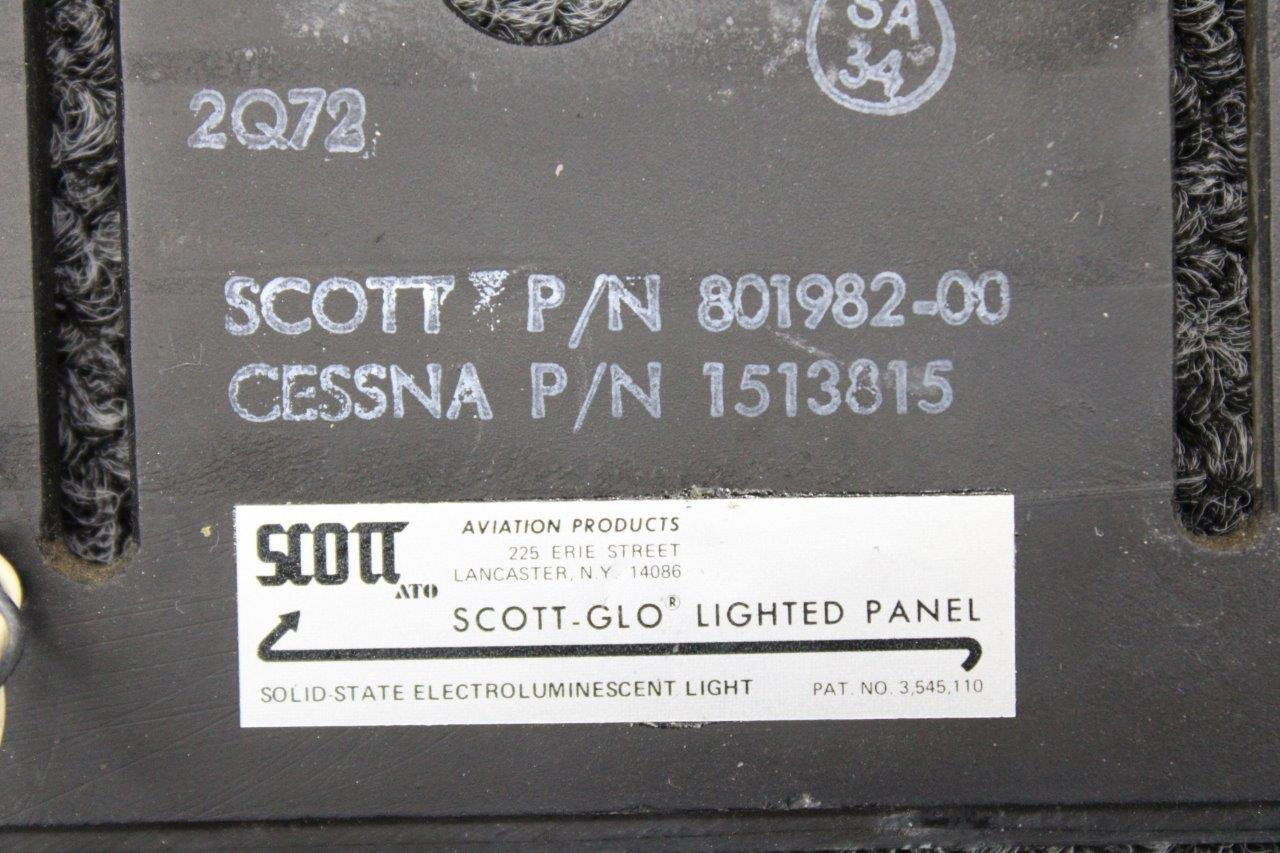 SA
34
2Q72
SCOTT P/N 801982-00
CESSNA P/N 1513815
SCOTT
ATO
AVIATION PRODUCTS
225 ERIE STREET
LANCASTER, N.Y. 14086
SCOTT-GLO® LIGHTED PANEL
SOLID-STATE ELECTROLUMINESCENT LIGHT PAT. NO. 3,545,110